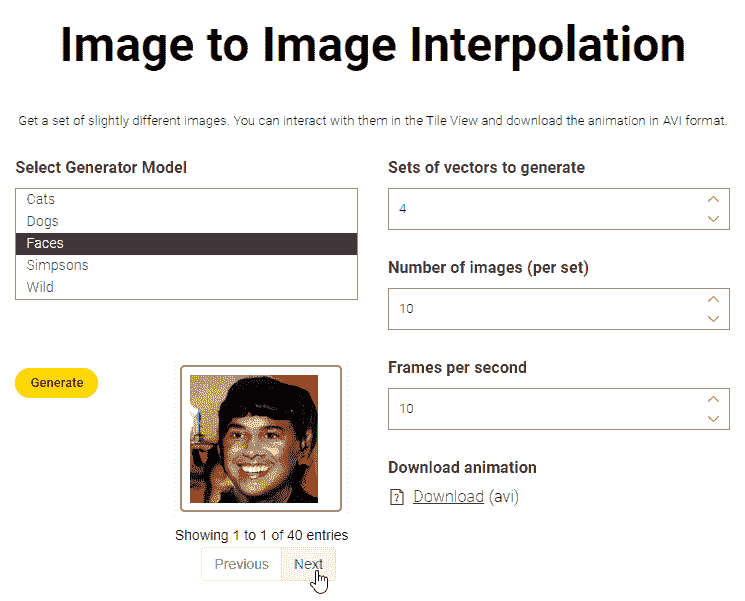 Image to Image Interpolation
Get a set of slightly different images. You can interact with them in the Tile View and download the animation in AVI format.
Select Generator Model
Cats
Dogs
Faces
Simpsons
Wild
Generate
Showing 1 to 1 of 40 entries
Previous Next
Sets of vectors to generate
4
Number of images (per set)
10
Frames per second
10
Download animation
? Download (avi)